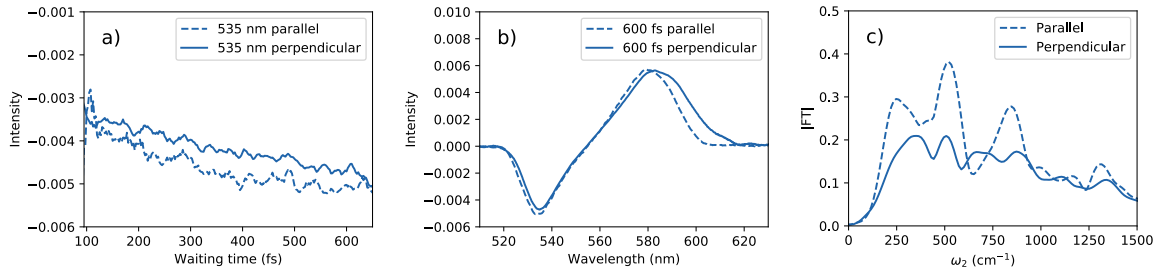 a)
535 nm parallel
535 nm perpendicular
−0.001
−0.002
−0.003
−0.004
−0.005
−0.006
Intensity
100 200 300 400 500 600
Waiting time (fs)
b)
600 fs parallel
600 fs perpendicular
0.010
0.008
0.006
0.004
0.002
0.000
−0.002
−0.004
−0.006
Intensity
520 540 560 580 600 620
Wavelength (nm)
c)
Parallel
Perpendicular
0.5
0.4
0.3
0.2
0.1
0.0
|FT|
0 250 500 750 1000 1250 1500
ω₂ (cm⁻¹)